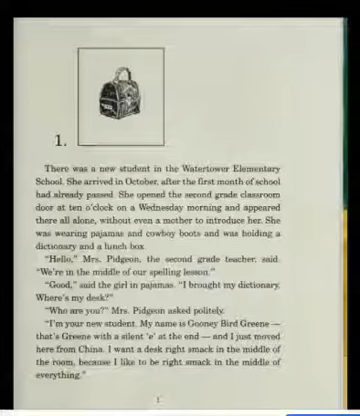 1.
There was a new student in the Watertower Elementary
School. She arrived in October, after the first month of school
had already passed. She opened the second grade classroom
door at ten o'clock on a Wednesday morning and appeared
there all alone, without even a mother to introduce her. She
was wearing pajamas and cowboy boots and was holding a
dictionary and a lunch box.
"Hello," Mrs. Pidgeon, the second grade teacher, said.
"We're in the middle of our spelling lesson."
"Good," said the girl in pajamas. "I brought my dictionary.
Where's my desk?"
"Who are you?" Mrs. Pidgeon asked politely.
"I'm your new student. My name is Gooney Bird Greene —
that's Greene with a silent 'e' at the end — and I just moved
here from China. I want a desk right smack in the middle of
the room, because I like to be right smack in the middle of
everything."
1